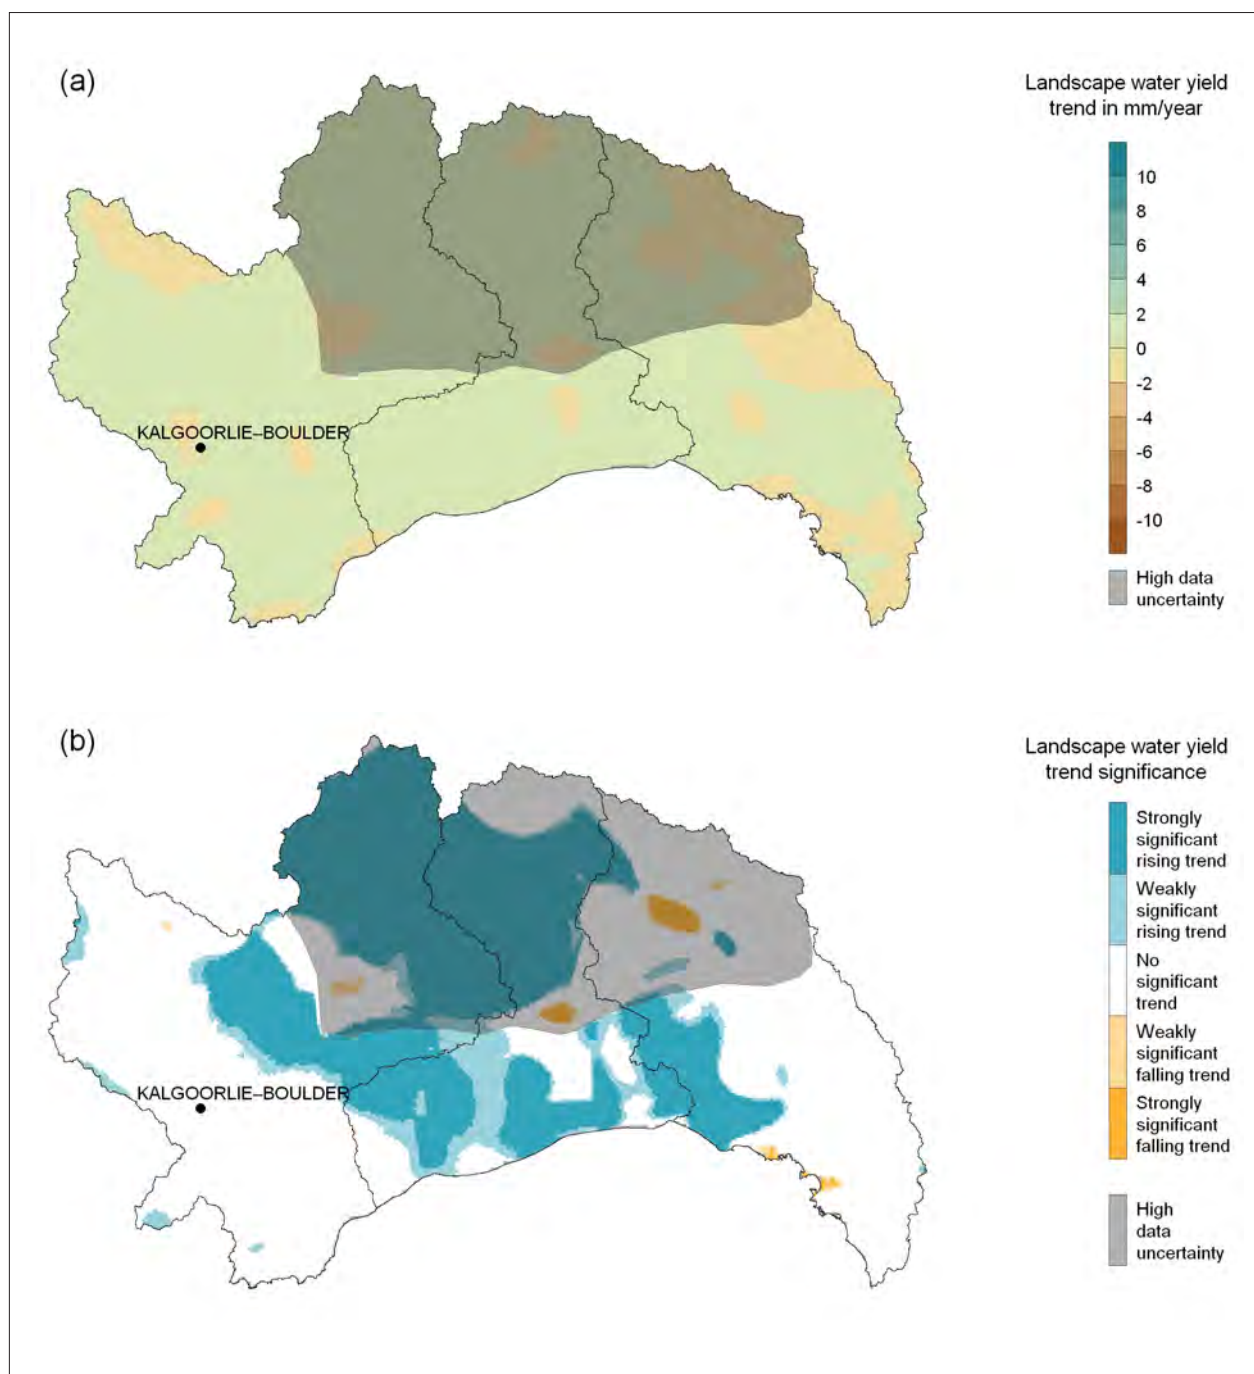 (a)
Landscape water yield
trend in mm/year
10
8
6
4
2
0
-2
-4
-6
-8
-10
High data
uncertainty
KALGOORLIE–BOULDER
(b)
Landscape water yield
trend significance
Strongly
significant
rising trend
Weakly
significant
rising trend
No
significant
trend
Weakly
significant
falling trend
Strongly
significant
falling trend
High
data
uncertainty
KALGOORLIE–BOULDER